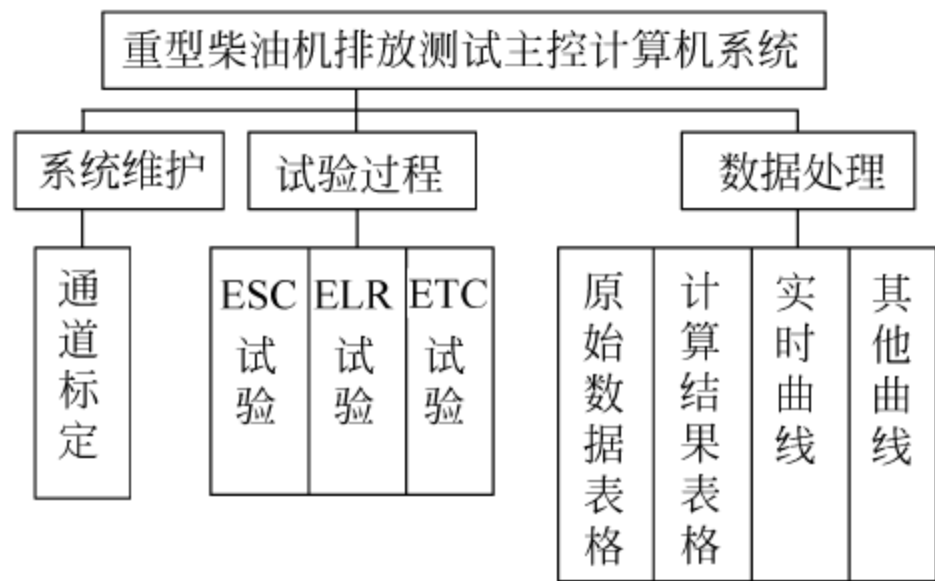 重型柴油机排放测试主控计算机系统
系统维护
试验过程
数据处理
通道标定
ESC试验
ELR试验
ETC试验
原始数据表格
计算结果表格
实时曲线
其他曲线